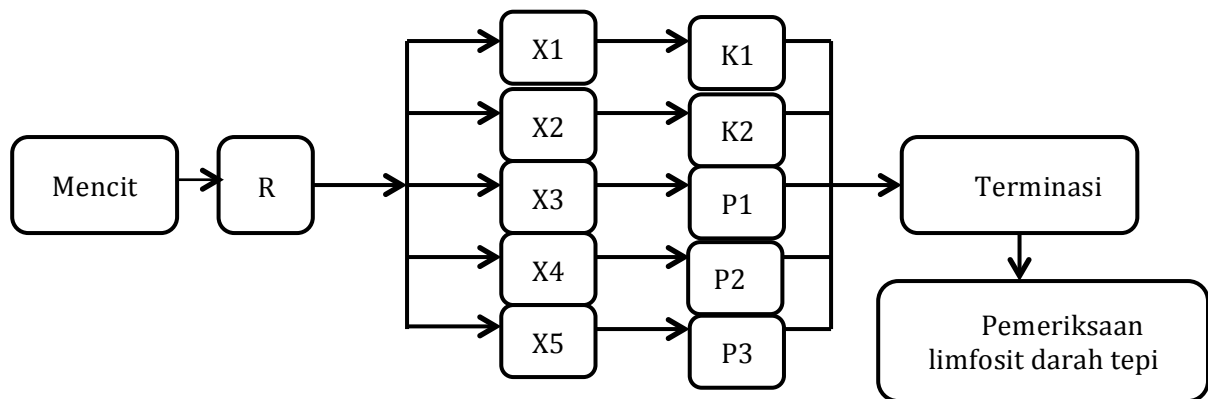 Mencit
R
X1
X2
X3
X4
X5
K1
K2
P1
P2
P3
Terminasi
Pemeriksaan
limfosit darah tepi